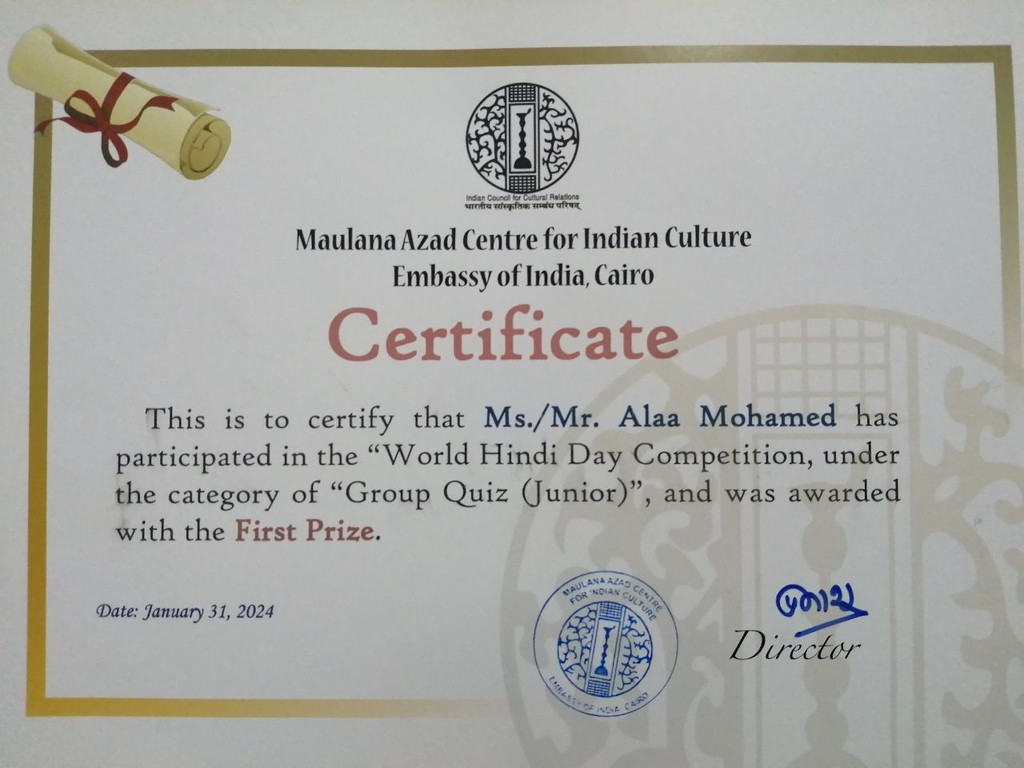 Indian Council for Cultural Relations
भारतीय सांस्कृतिक सम्बंध परिषद्
Maulana Azad Centre for Indian Culture
Embassy of India, Cairo
Certificate
This is to certify that Ms./Mr. Alaa Mohamed has
participated in the “World Hindi Day Competition, under
the category of “Group Quiz (Junior)”, and was awarded
with the First Prize.
Date: January 31, 2024
MAULANA AZAD CENTRE
FOR INDIAN CULTURE
EMBASSY OF INDIA, CAIRO
Director